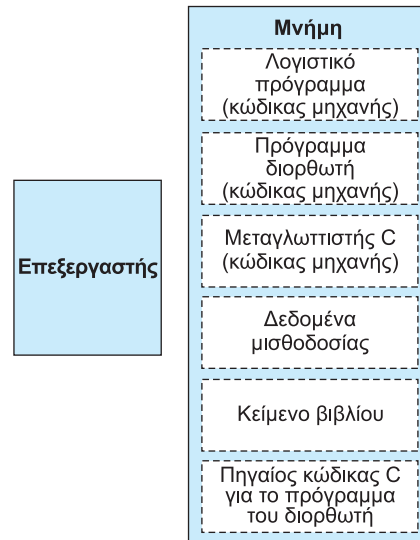 Μνήμη
Λογιστικό
πρόγραμμα
(κώδικας μηχανής)
Πρόγραμμα
διορθωτή
(κώδικας μηχανής)
Επεξεργαστής
Μεταγλωττιστής C
(κώδικας μηχανής)
Δεδομένα
μισθοδοσίας
Κείμενο βιβλίου
Πηγαίος κώδικας C
για το πρόγραμμα
του διορθωτή